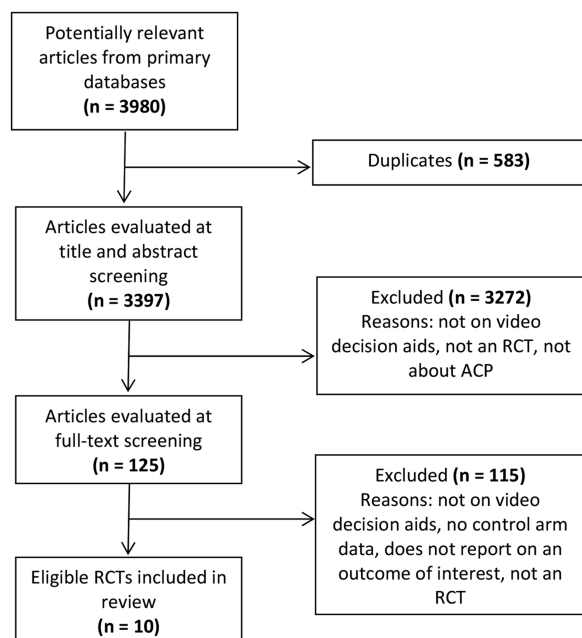 Potentially relevant
articles from primary
databases
(n = 3980)
Duplicates (n = 583)
Articles evaluated at
title and abstract
screening
(n = 3397)
Excluded (n = 3272)
Reasons: not on video
decision aids, not an RCT, not
about ACP
Articles evaluated at
full-text screening
(n = 125)
Excluded (n = 115)
Reasons: not on video
decision aids, no control arm
data, does not report on an
outcome of interest, not an
RCT
Eligible RCTs included in
review
(n = 10)